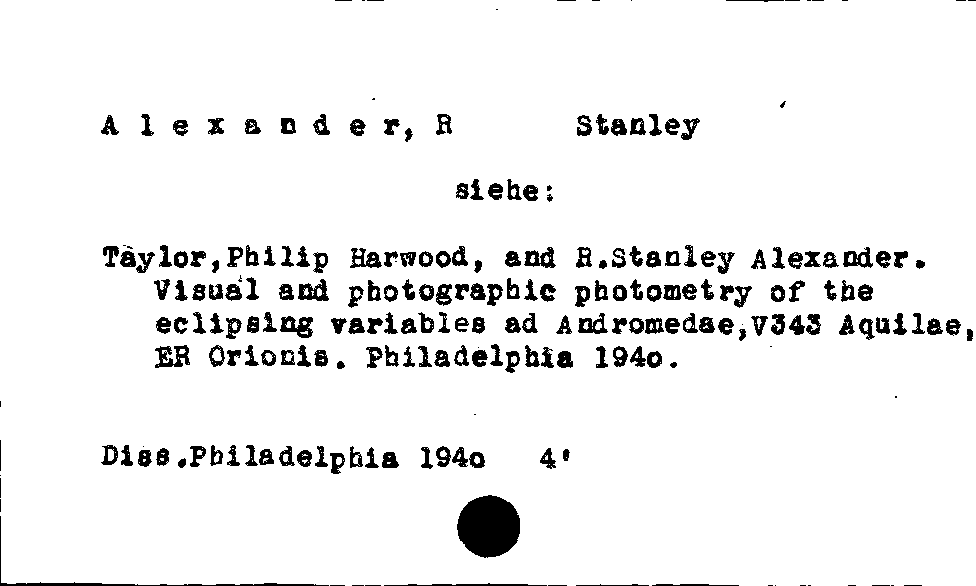 Alexander, R Stanley
siehe:
Taylor,Philip Harwood, and R.Stanley Alexander.
Visual and photographic photometry of the
eclipsing variables ad Andromedae,V343 Aquilae,
ER Orionis. Philadelphia 194o.
Diss.Philadelphia 194o 4'